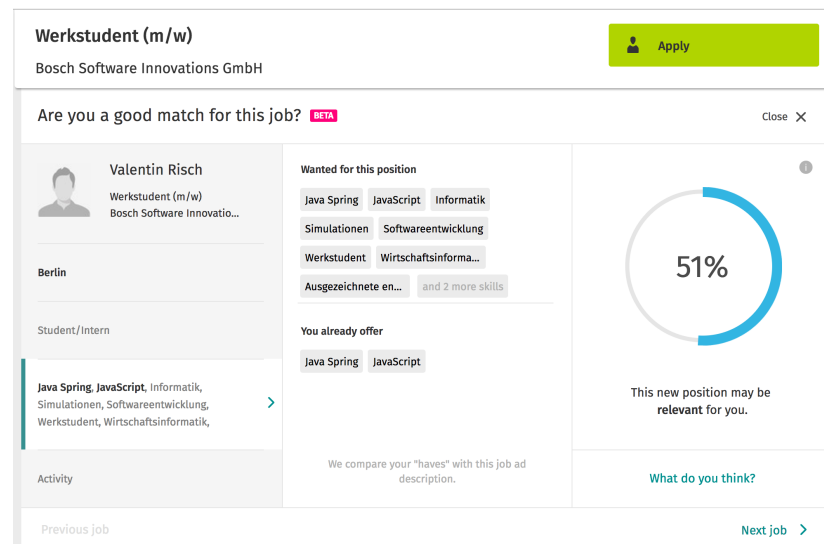 Werkstudent (m/w)
Bosch Software Innovations GmbH
Apply
Are you a good match for this job? BETA
Close
Valentin Risch
Werkstudent (m/w)
Bosch Software Innovatio...
Berlin
Student/Intern
Java Spring, JavaScript, Informatik,
Simulationen, Softwareentwicklung,
Werkstudent, Wirtschaftsinformatik,
Activity
Wanted for this position
Java Spring JavaScript Informatik
Simulationen Softwareentwicklung
Werkstudent Wirtschaftsinforma...
Ausgezeichnete en... and 2 more skills
You already offer
Java Spring JavaScript
We compare your "haves" with this job ad
description.
51%
This new position may be
relevant for you.
What do you think?
Previous job
Next job